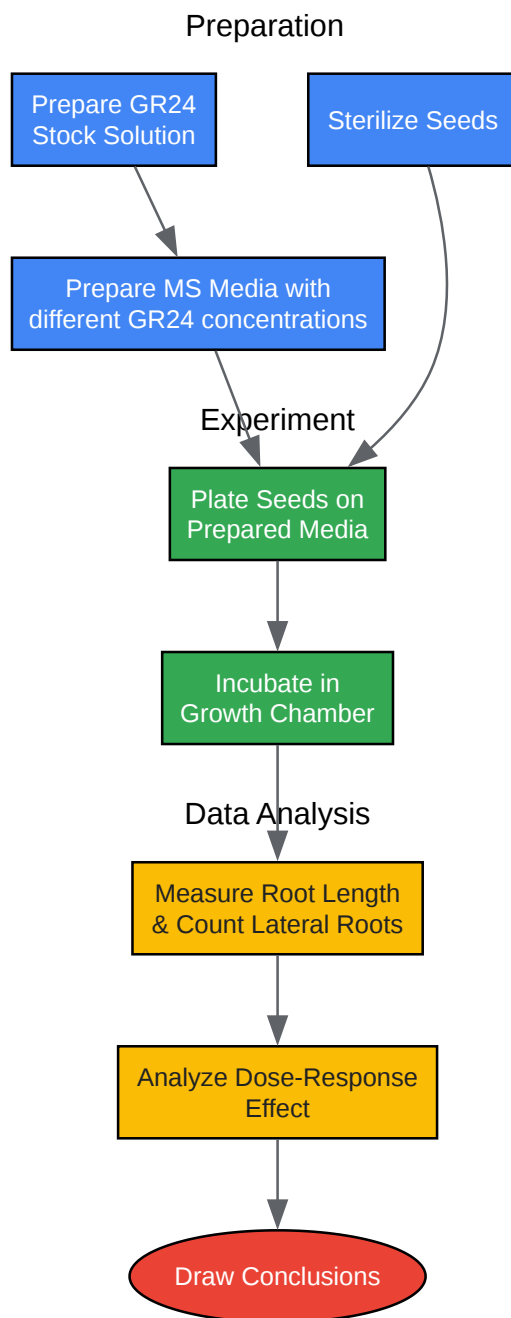 Preparation
Prepare GR24
Stock Solution
Sterilize Seeds
Prepare MS Media with
different GR24 concentrations
Experiment
Plate Seeds on
Prepared Media
Incubate in
Growth Chamber
Data Analysis
Measure Root Length
& Count Lateral Roots
Analyze Dose-Response
Effect
Draw Conclusions